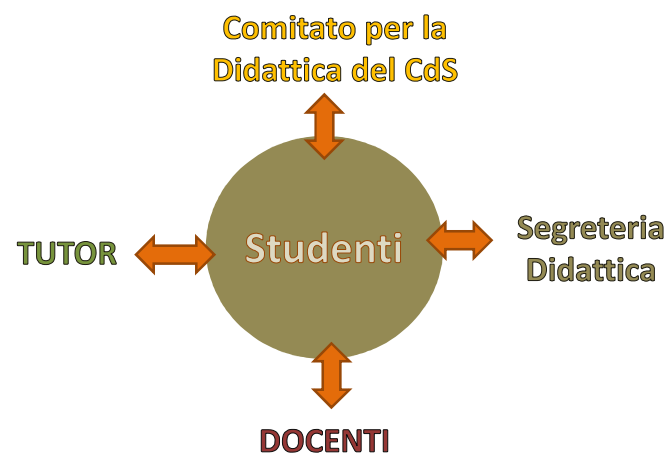 Comitato per la
Didattica del CdS
TUTOR
Studenti
Segreteria
Didattica
DOCENTI